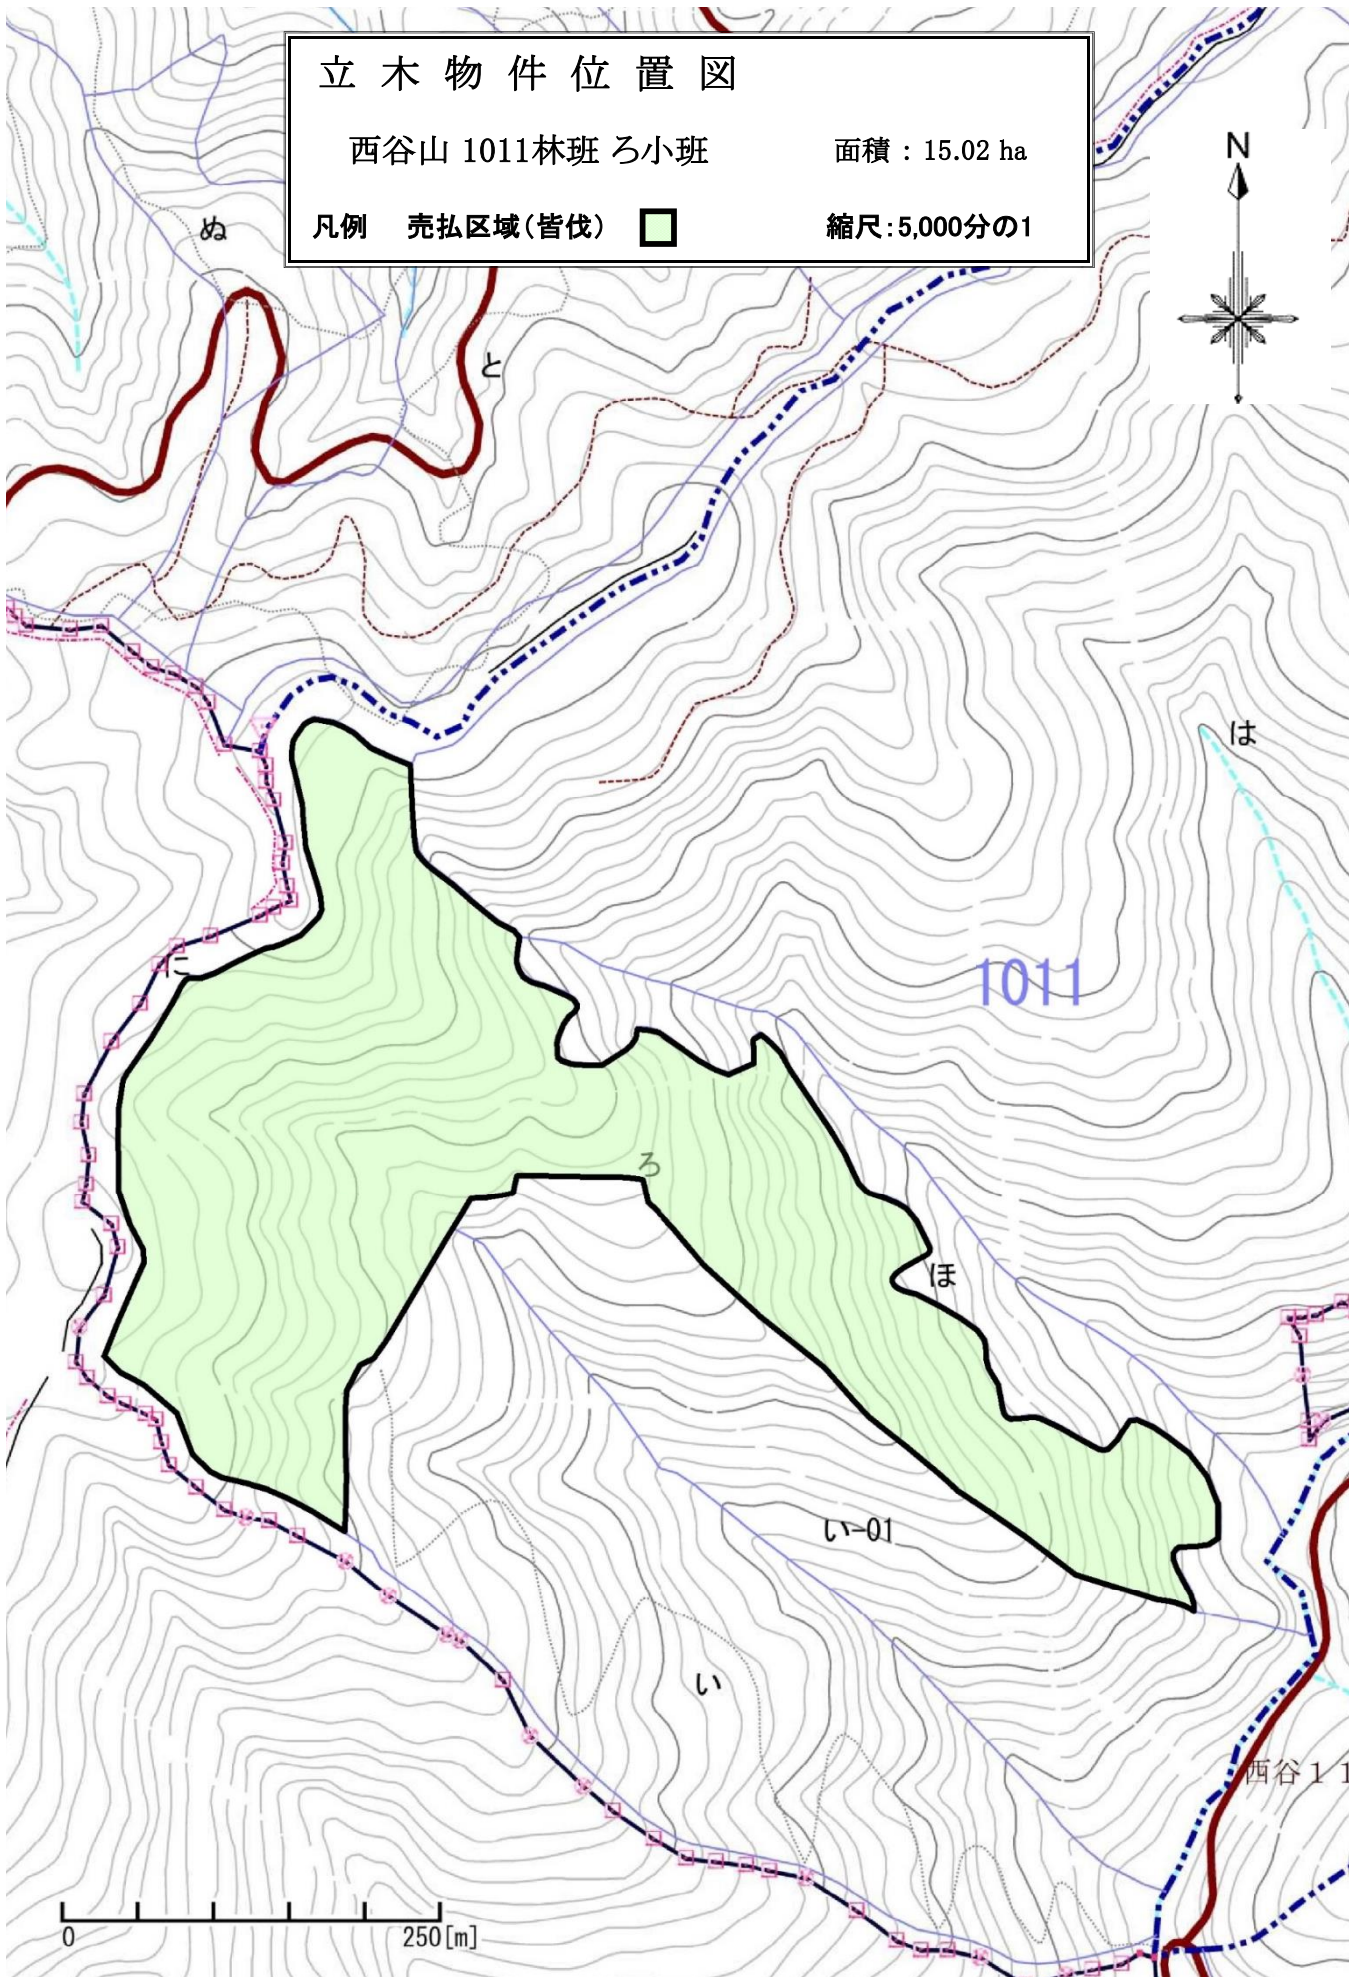 立木物件位置図
西谷山 1011林班 ろ小班 面積：15.02 ha
凡例 売払区域（皆伐） 縮尺：5,000分の1
N
ぬ
と
は
に
1011
ろ
ほ
い-01
い
西谷１１
0 250[m]